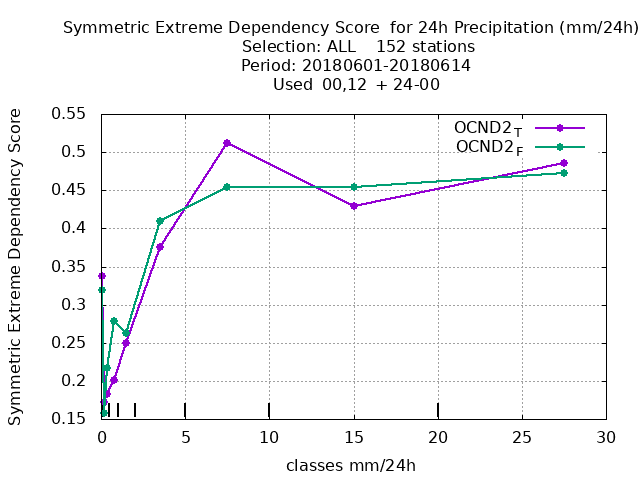 Symmetric Extreme Dependency Score  for 24h Precipitation (mm/24h)
Selection: ALL    152 stations
Period: 20180601-20180614
Used  00,12  + 24-00
Symmetric Extreme Dependency Score
0.55
0.5
0.45
0.4
0.35
0.3
0.25
0.2
0.15
OCND2T
OCND2F
0 5 10 15 20 25 30
classes mm/24h